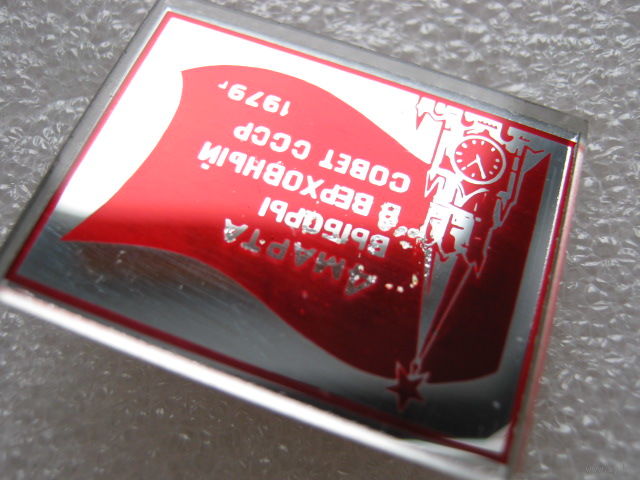 4 МАРТА
ВЫБОРЫ
В ВЕРХОВНЫЙ
СОВЕТ СССР
1979г